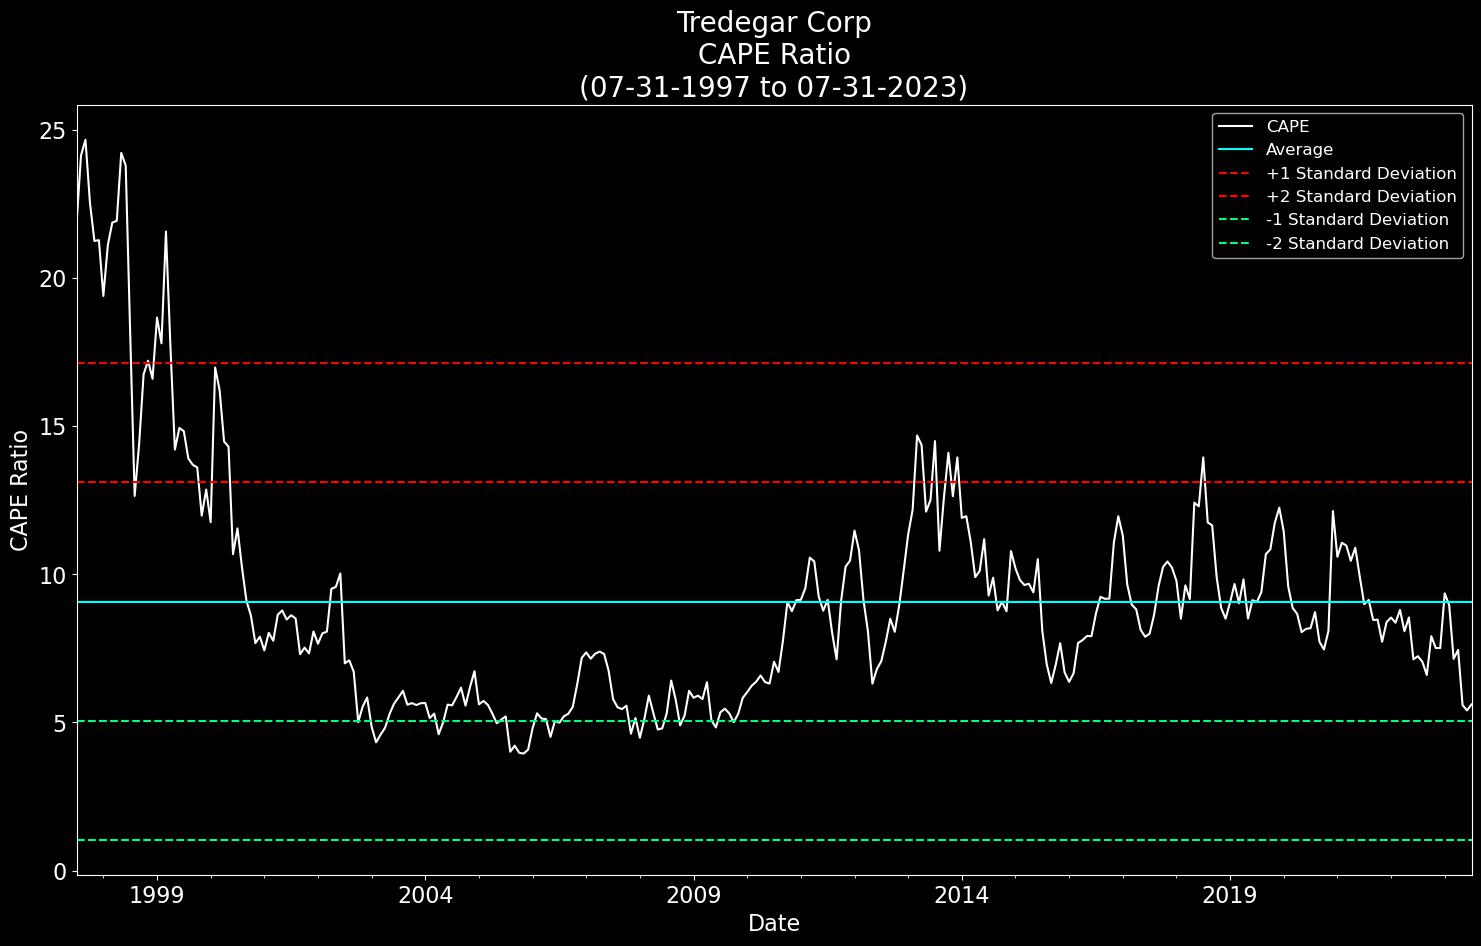 Tredegar Corp
CAPE Ratio
(07-31-1997 to 07-31-2023)
CAPE
Average
+1 Standard Deviation
+2 Standard Deviation
-1 Standard Deviation
-2 Standard Deviation
25
20
15
10
5
0
CAPE Ratio
1999 2004 2009 2014 2019
Date